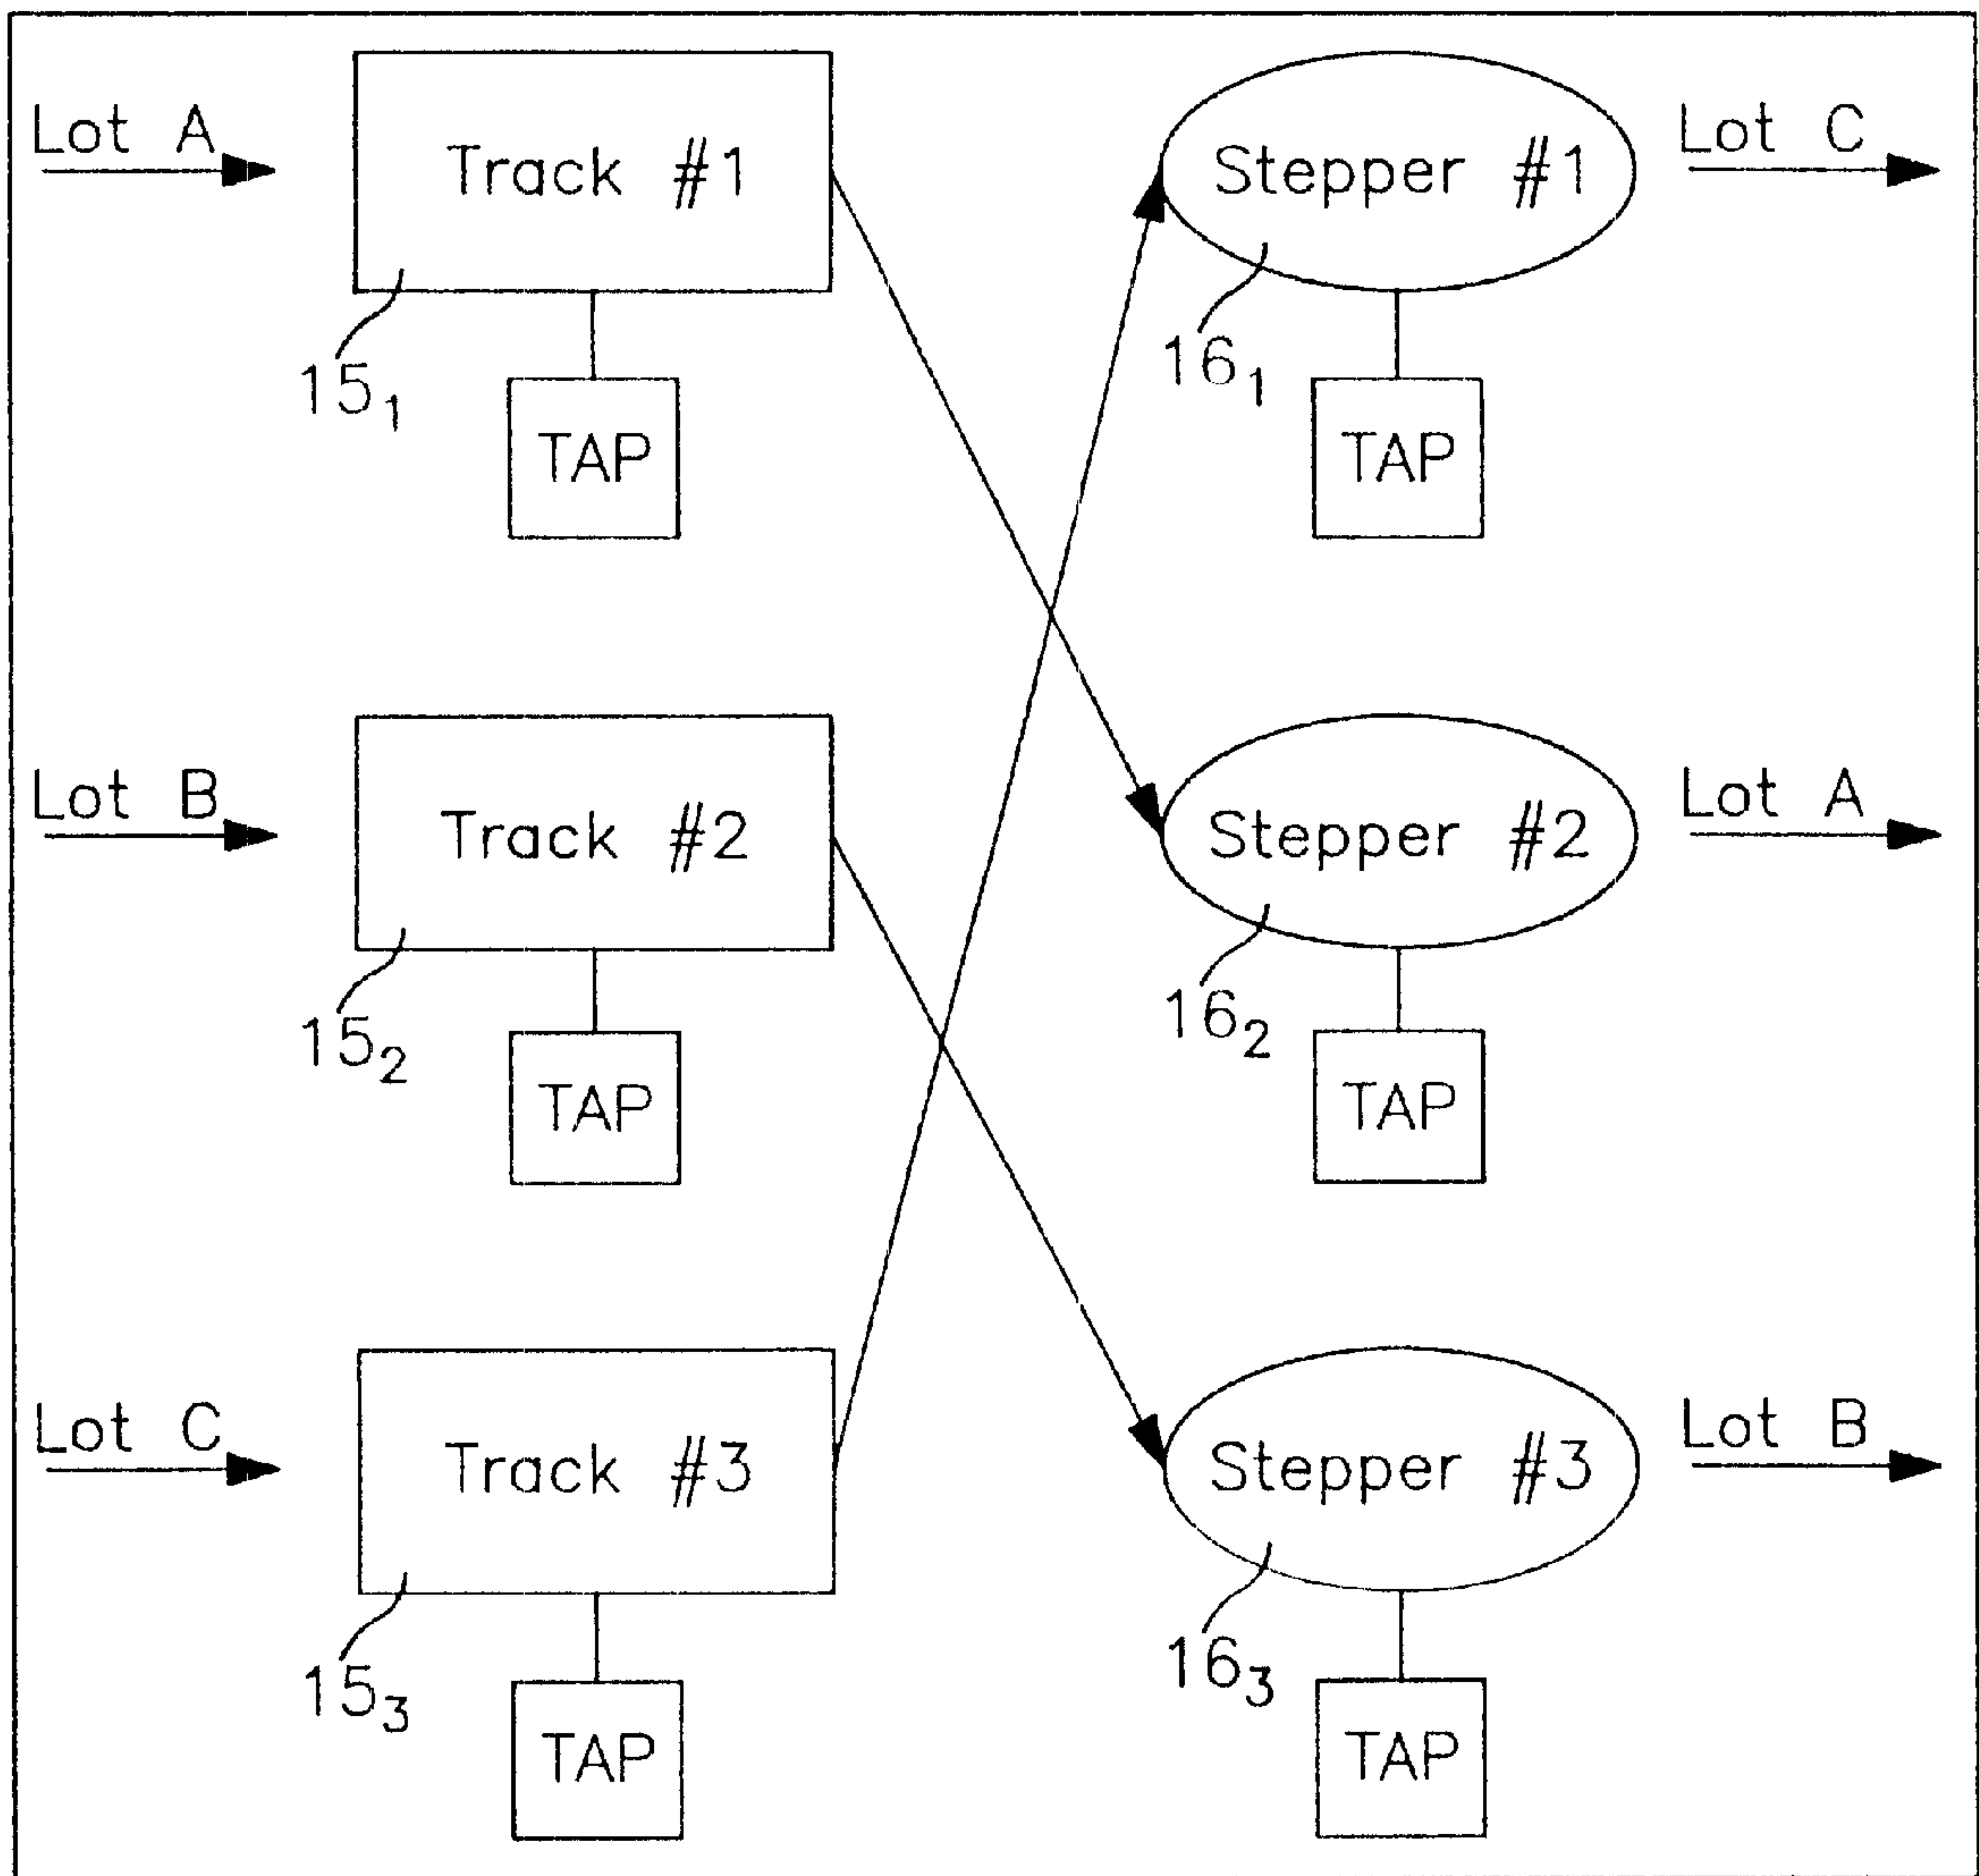 Lot A
Track #1
Stepper #1
Lot C
15₁
16₁
TAP
TAP
Lot B
Track #2
Stepper #2
Lot A
15₂
16₂
TAP
TAP
Lot C
Track #3
Stepper #3
Lot B
15₃
16₃
TAP
TAP